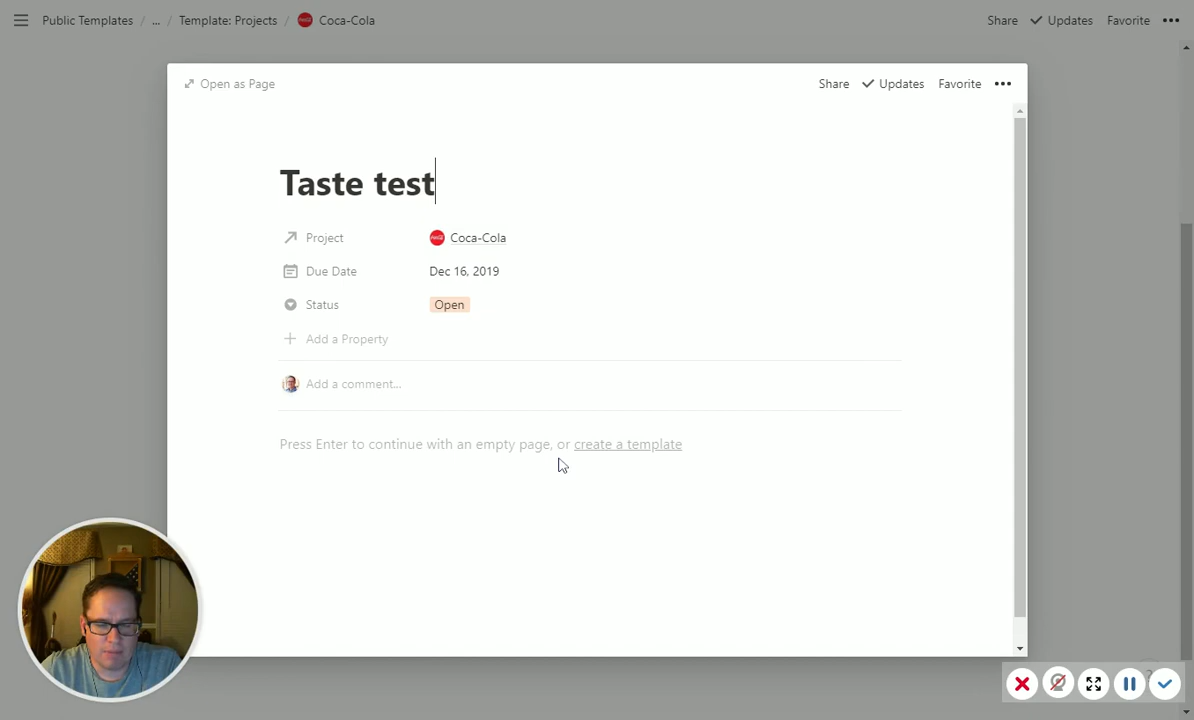 Public Templates / ... / Template: Projects / Coca-Cola
Share Updates Favorite
Open as Page
Share Updates Favorite
Taste test
Project Coca-Cola
Due Date Dec 16, 2019
Status Open
Add a Property
Add a comment...
Press Enter to continue with an empty page, or create a template